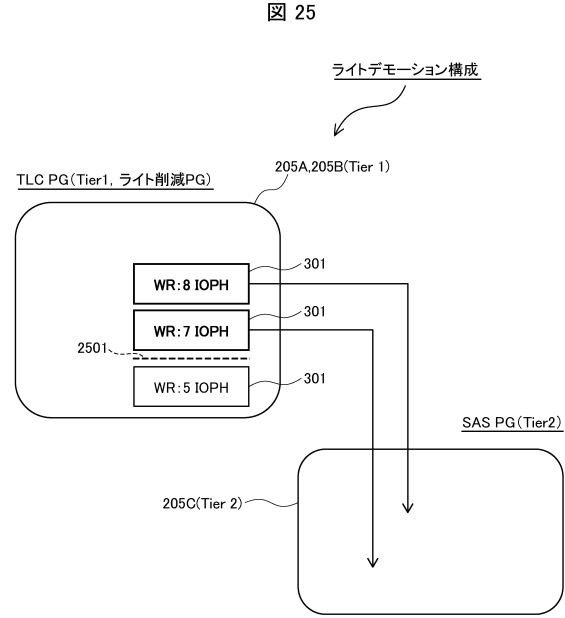 図 25
ライトデモーション構成
205A,205B(Tier 1)
TLC PG(Tier1, ライト削減PG)
WR:8 IOPH
301
WR:7 IOPH
301
2501
WR:5 IOPH
301
SAS PG(Tier2)
205C(Tier 2)